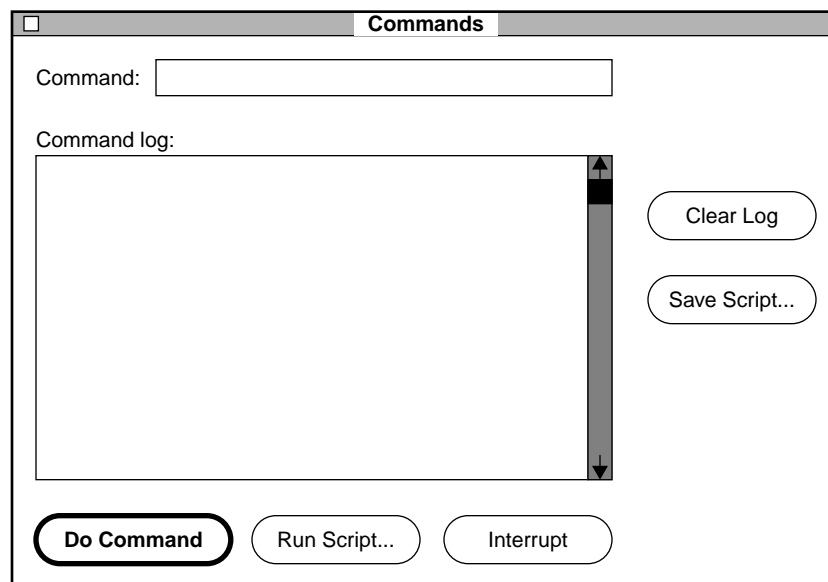 Commands
Command:
Command log:
Clear Log
Save Script...
Do Command
Run Script...
Interrupt